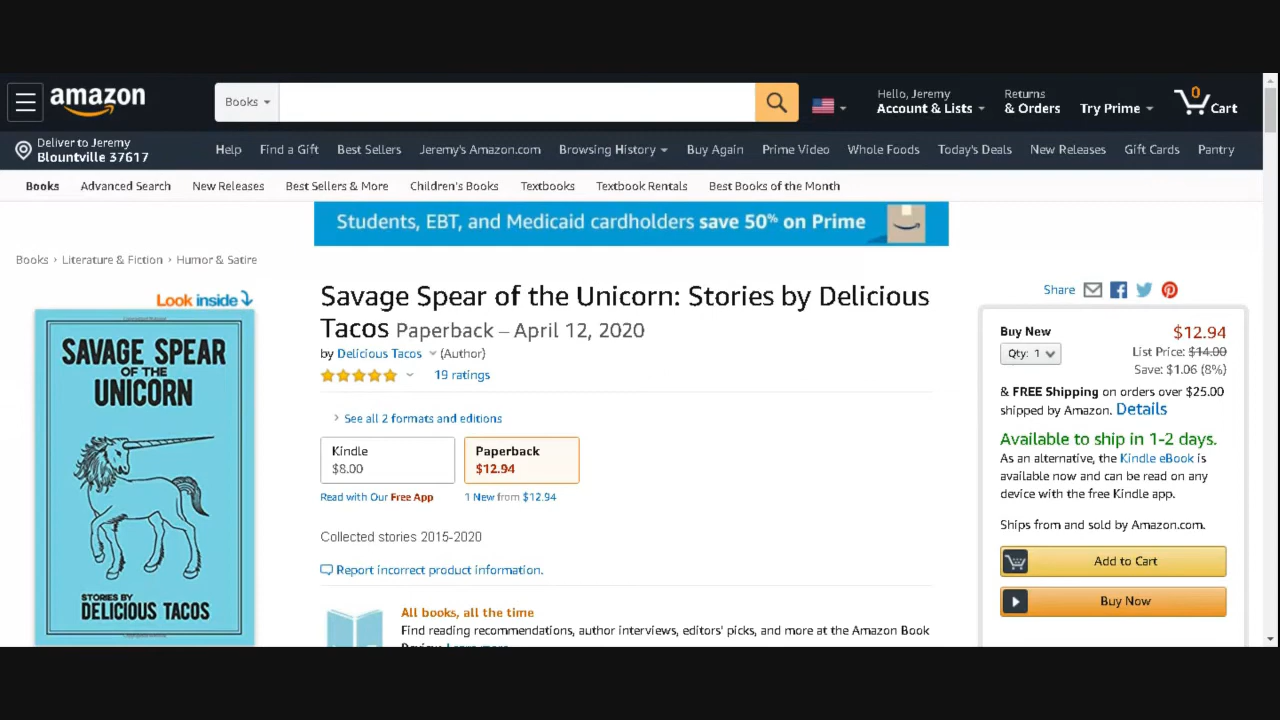 amazon
Books
Hello, Jeremy
Account & Lists
Returns
& Orders
Try Prime
0
Cart
Deliver to Jeremy
Blountville 37617
Help Find a Gift Best Sellers Jeremy's Amazon.com Browsing History Buy Again Prime Video Whole Foods Today's Deals New Releases Gift Cards Pantry
Books Advanced Search New Releases Best Sellers & More Children's Books Textbooks Textbook Rentals Best Books of the Month
Students, EBT, and Medicaid cardholders save 50% on Prime
Books › Literature & Fiction › Humor & Satire
Look inside
SAVAGE SPEAR
OF THE
UNICORN
STORIES BY
DELICIOUS TACOS
Savage Spear of the Unicorn: Stories by Delicious
Tacos Paperback – April 12, 2020
by Delicious Tacos (Author)
19 ratings
› See all 2 formats and editions
Kindle
$8.00
Read with Our Free App
Paperback
$12.94
1 New from $12.94
Collected stories 2015-2020
Report incorrect product information.
All books, all the time
Find reading recommendations, author interviews, editors' picks, and more at the Amazon Book
Share
Buy New
$12.94
Qty: 1
List Price: $14.00
Save: $1.06 (8%)
& FREE Shipping on orders over $25.00
shipped by Amazon. Details
Available to ship in 1-2 days.
As an alternative, the Kindle eBook is
available now and can be read on any
device with the free Kindle app.
Ships from and sold by Amazon.com.
Add to Cart
Buy Now